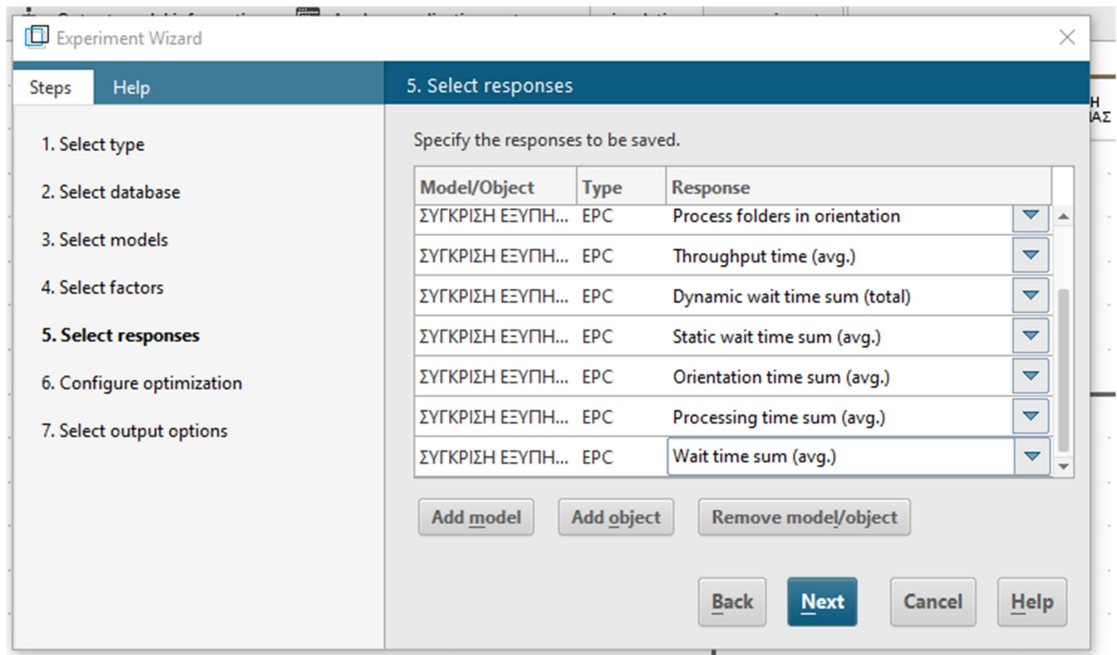 Experiment Wizard
Steps Help
5. Select responses
1. Select type
2. Select database
3. Select models
4. Select factors
5. Select responses
6. Configure optimization
7. Select output options
Specify the responses to be saved.
Model/Object Type Response
ΣΥΓΚΡΙΣΗ ΕΞΥΠΗ... EPC Process folders in orientation
ΣΥΓΚΡΙΣΗ ΕΞΥΠΗ... EPC Throughput time (avg.)
ΣΥΓΚΡΙΣΗ ΕΞΥΠΗ... EPC Dynamic wait time sum (total)
ΣΥΓΚΡΙΣΗ ΕΞΥΠΗ... EPC Static wait time sum (avg.)
ΣΥΓΚΡΙΣΗ ΕΞΥΠΗ... EPC Orientation time sum (avg.)
ΣΥΓΚΡΙΣΗ ΕΞΥΠΗ... EPC Processing time sum (avg.)
ΣΥΓΚΡΙΣΗ ΕΞΥΠΗ... EPC Wait time sum (avg.)
Add model Add object Remove model/object
Back Next Cancel Help